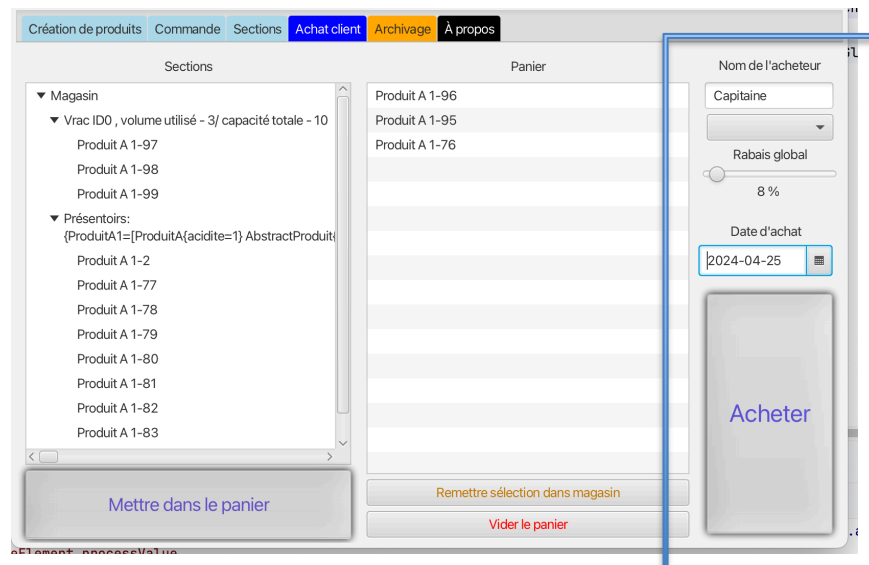 Création de produits Commande Sections Achat client Archivage À propos
Sections
▼ Magasin
▼ Vrac ID0 , volume utilisé - 3/ capacité totale - 10
Produit A 1-97
Produit A 1-98
Produit A 1-99
▼ Présentoirs:
{ProduitA1=[ProduitA{acidite=1} AbstractProduit{
Produit A 1-2
Produit A 1-77
Produit A 1-78
Produit A 1-79
Produit A 1-80
Produit A 1-81
Produit A 1-82
Produit A 1-83
Mettre dans le panier
Panier
Produit A 1-96
Produit A 1-95
Produit A 1-76
Remettre sélection dans magasin
Vider le panier
Nom de l'acheteur
Capitaine
Rabais global
8 %
Date d'achat
2024-04-25
Acheter